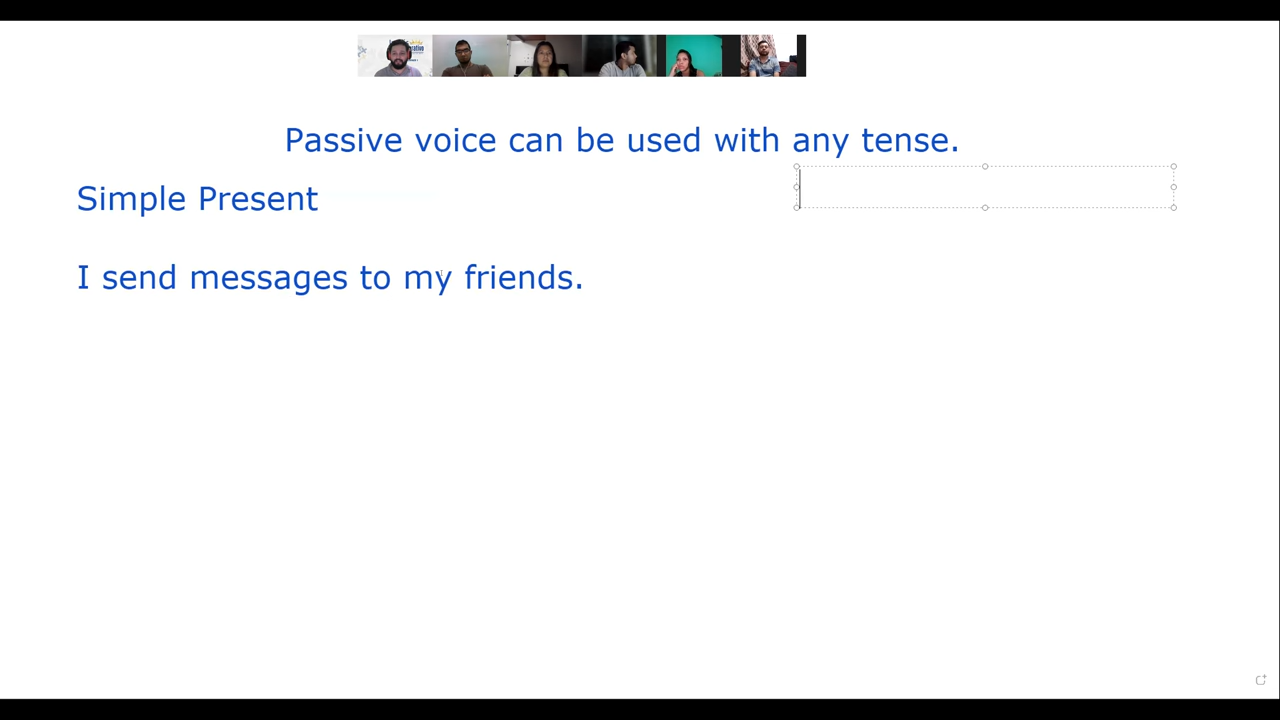 Passive voice can be used with any tense.
Simple Present
I send messages to my friends.